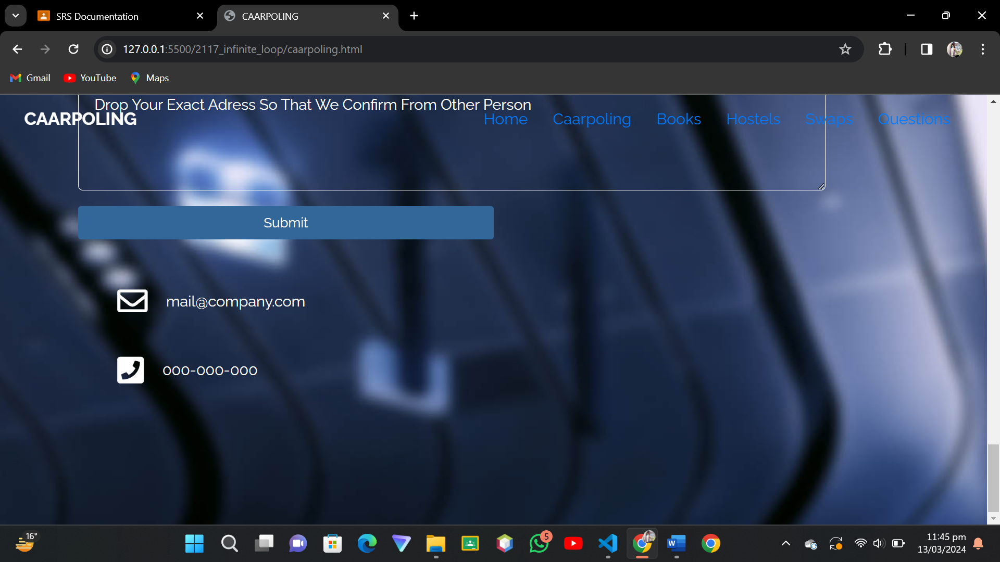 SRS Documentation
CAARPOLING
127.0.0.1:5500/2117_infinite_loop/caarpoling.html
Gmail
YouTube
Maps
Drop Your Exact Adress So That We Confirm From Other Person
CAARPOLING
Home
Caarpoling
Books
Hostels
Swaps
Questions
Submit
mail@company.com
000-000-000
16°
W
5
11:45 pm
13/03/2024